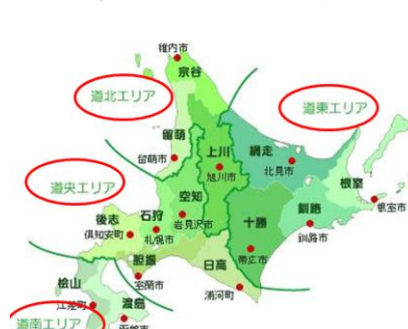 稚内市
宗谷
道北エリア
道東エリア
留萌
留萌市
上川
旭川市
網走
北見市
道央エリア
空知
岩見沢市
根室
根室市
後志
倶知安町
石狩
札幌市
十勝
帯広市
釧路
釧路市
胆振
室蘭市
日高
浦河町
桧山
江差町
渡島
函館市
道南エリア